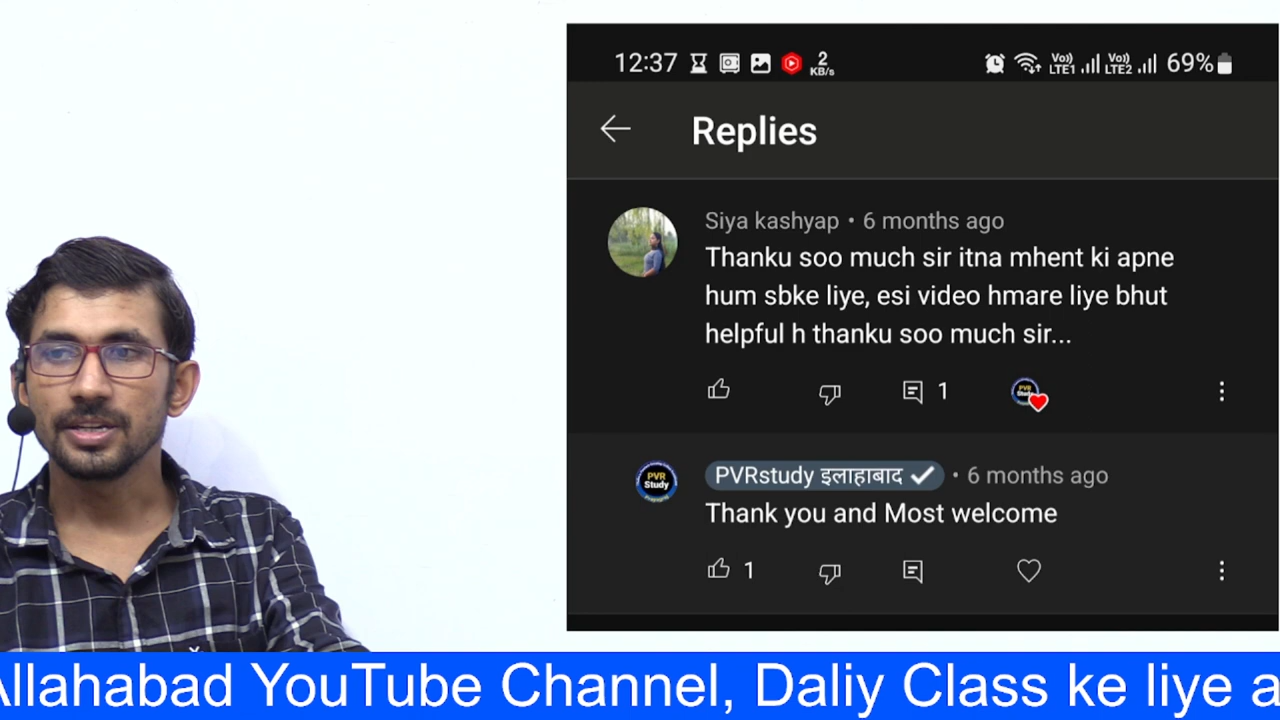 12:37 2 KB/s Vo) LTE1 Vo) LTE2 69%
Replies
Siya kashyap • 6 months ago
Thanku soo much sir itna mhent ki apne
hum sbke liye, esi video hmare liye bhut
helpful h thanku soo much sir...
1
PVR Study
PVRstudy इलाहाबाद • 6 months ago
Thank you and Most welcome
1
Allahabad YouTube Channel, Daliy Class ke liye a